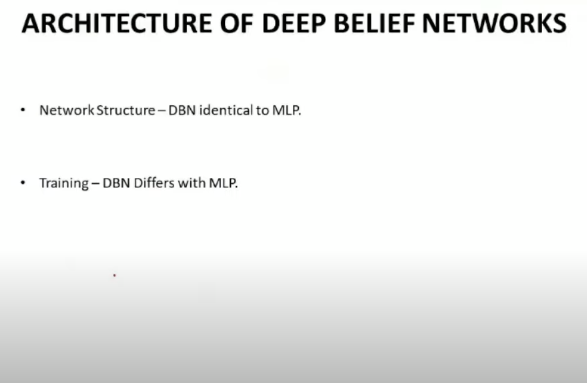 ARCHITECTURE OF DEEP BELIEF NETWORKS
• Network Structure – DBN identical to MLP.
• Training – DBN Differs with MLP.